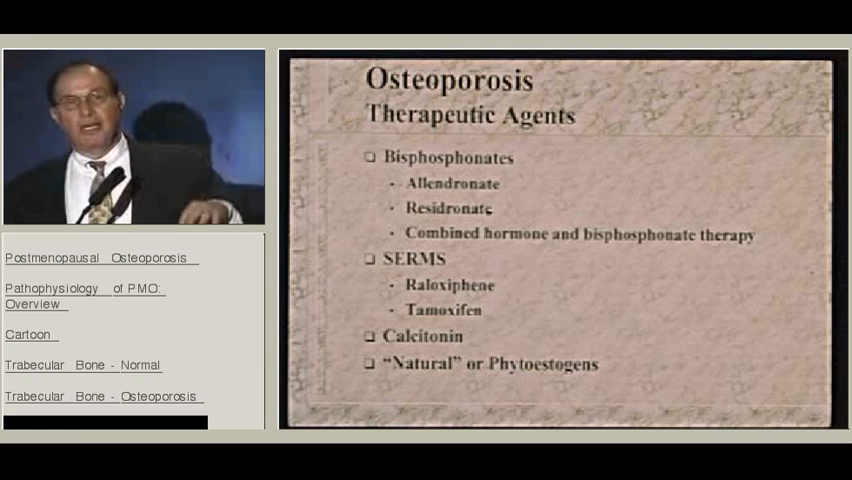 Osteoporosis
Therapeutic Agents
❑ Bisphosphonates
• Allendronate
• Residronate
• Combined hormone and bisphosphonate therapy
❑ SERMS
• Raloxiphene
• Tamoxifen
❑ Calcitonin
❑ “Natural” or Phytoestogens
Postmenopausal Osteoporosis
Pathophysiology of PMO:
Overview
Cartoon
Trabecular Bone - Normal
Trabecular Bone - Osteoporosis